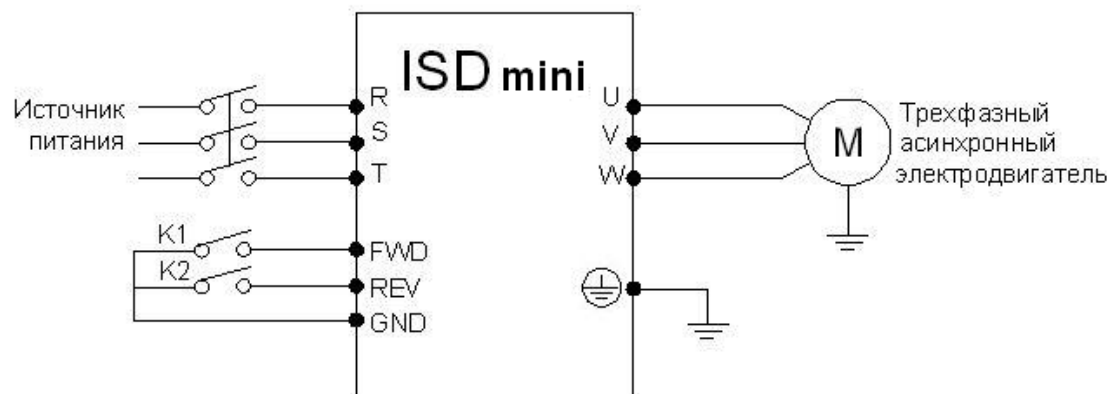 ISD mini
Источник
питания
R
S
T
U
V
W
M
Трехфазный
асинхронный
электродвигатель
K1
K2
FWD
REV
GND